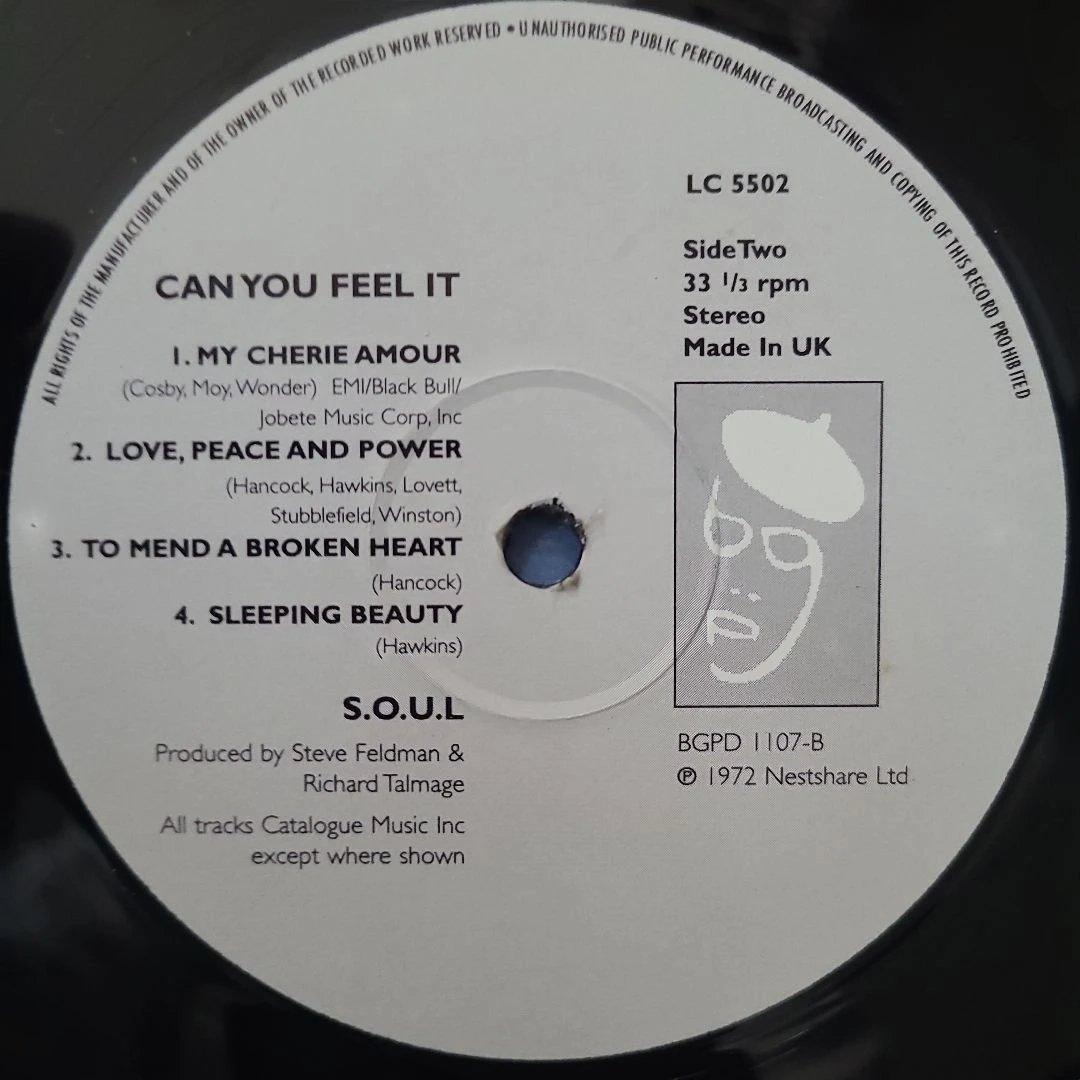 ALL RIGHTS OF THE MANUFACTURER AND OF THE OWNER OF THE RECORDED WORK RESERVED • UNAUTHORISED PUBLIC PERFORMANCE BROADCASTING AND COPYING OF THIS RECORD PROHIBITED
CAN YOU FEEL IT
1. MY CHERIE AMOUR
(Cosby, Moy, Wonder) EMI/Black Bull/
Jobete Music Corp, Inc
2. LOVE, PEACE AND POWER
(Hancock, Hawkins, Lovett,
Stubblefield, Winston)
3. TO MEND A BROKEN HEART
(Hancock)
4. SLEEPING BEAUTY
(Hawkins)
S.O.U.L
Produced by Steve Feldman &
Richard Talmage
All tracks Catalogue Music Inc
except where shown
LC 5502
Side Two
33 1/3 rpm
Stereo
Made In UK
BGPD 1107-B
℗ 1972 Nestshare Ltd